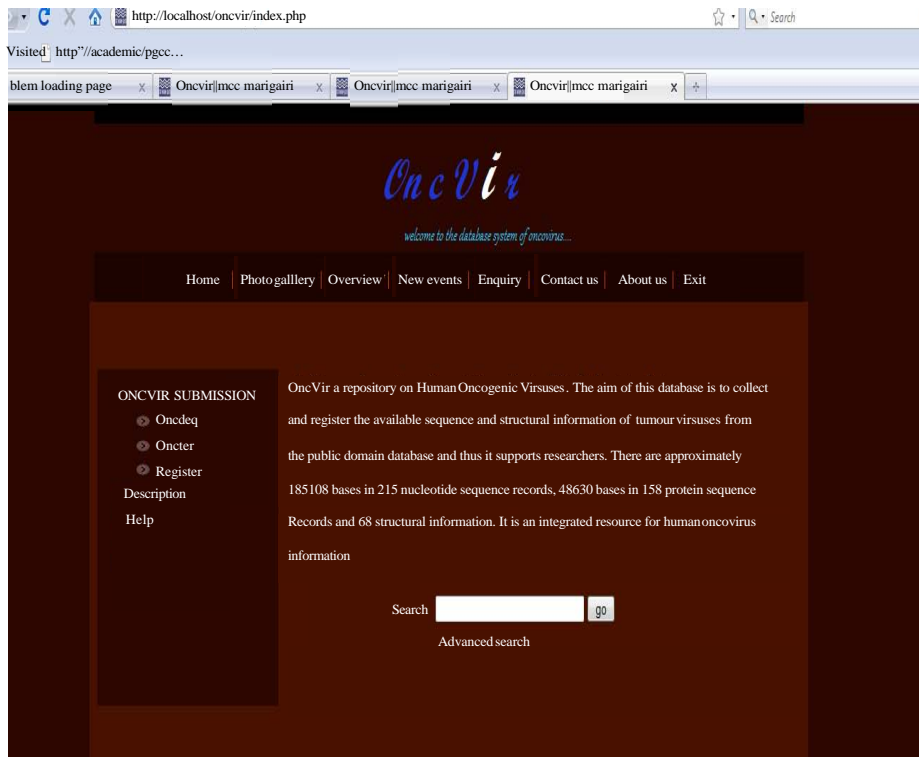 http://localhost/oncvir/index.php Search
Visited http"//academic/pgcc...
blem loading page x Oncvir||mcc marigairi x Oncvir||mcc marigairi x Oncvir||mcc marigairi x
OncVir
welcome to the database system of oncovirus....
Home Photo galllery Overview New events Enquiry Contact us About us Exit
ONCVIR SUBMISSION
Oncdeq
Oncter
Register
Description
Help
OncVir a repository on Human Oncogenic Virsuses. The aim of this database is to collect
and register the available sequence and structural information of tumour virsuses from
the public domain database and thus it supports researchers. There are approximately
185108 bases in 215 nucleotide sequence records, 48630 bases in 158 protein sequence
Records and 68 structural information. It is an integrated resource for human oncovirus
information
Search go
Advanced search